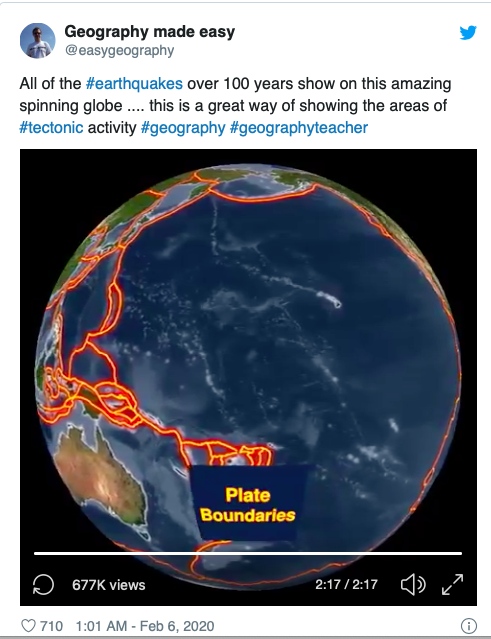 Geography made easy
@easygeography
All of the #earthquakes over 100 years show on this amazing
spinning globe .... this is a great way of showing the areas of
#tectonic activity #geography #geographyteacher
Plate
Boundaries
677K views 2:17 / 2:17
710 1:01 AM - Feb 6, 2020